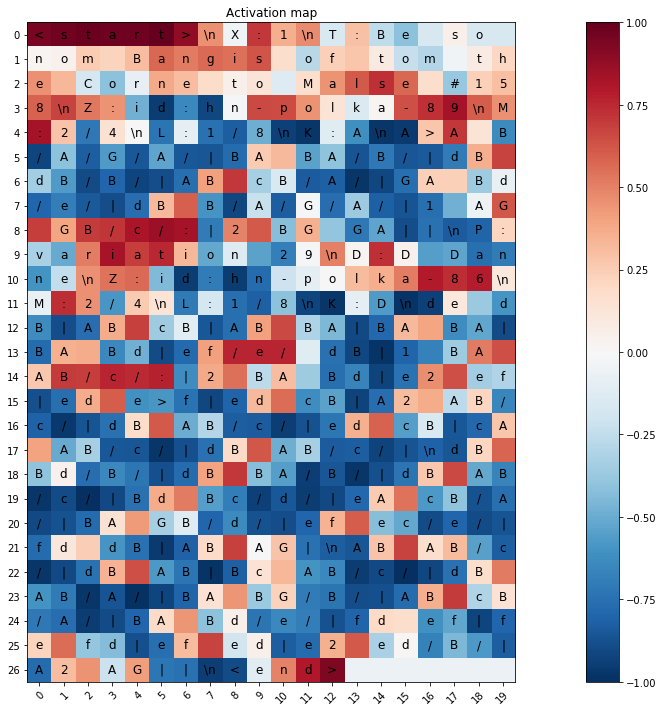 Activation map
0 < s t a r t > \n X : 1 \n T : B e s o
1 n o m B a n g i s o f t o m t h
2 e C o r n e t o M a l s e # 1 5
3 8 \n Z : i d : h n - p o l k a - 8 9 \n M
4 : 2 / 4 \n L : 1 / 8 \n K : A \n A > A B
5 / A / G / A / | B A B A / B / | d B
6 d B / B / | A B c B / A / | G A B d
7 / e / | d B B / A / G / A / | 1 A G
8 G B / c / : | 2 B G G A | | \n P :
9 v a r i a t i o n 2 9 \n D : D D a n
10 n e \n Z : i d : h n - p o l k a - 8 6 \n
11 M : 2 / 4 \n L : 1 / 8 \n K : D \n d e d
12 B | A B c B | A B B A | B A B A |
13 B A B d | e f / e / d B | 1 B A
14 A B / c / : | 2 B A B d | e 2 e f
15 | e d e > f | e d c B | A 2 A B /
16 c / | d B A B / c / | e d c B | c A
17 A B / c / | d B A B / c / | \n d B
18 B d / B / | d B B A / B / | d B A B
19 / c / | B d B c / d / | e A c B / A
20 / | B A G B / d / | e f e c / e / |
21 f d d B | A B A G | \n A B A B / c
22 / | d B A B | B c A B / c / | d B
23 A B / A / | B A B G / B / | A B c B
24 / A / | B A B d / e / | f d e f | f
25 e f d | e f e d | e 2 e d / B / |
26 A 2 A G | | \n < e n d >
0 1 2 3 4 5 6 7 8 9 10 11 12 13 14 15 16 17 18 19
1.00
0.75
0.50
0.25
0.00
−0.25
−0.50
−0.75
−1.00